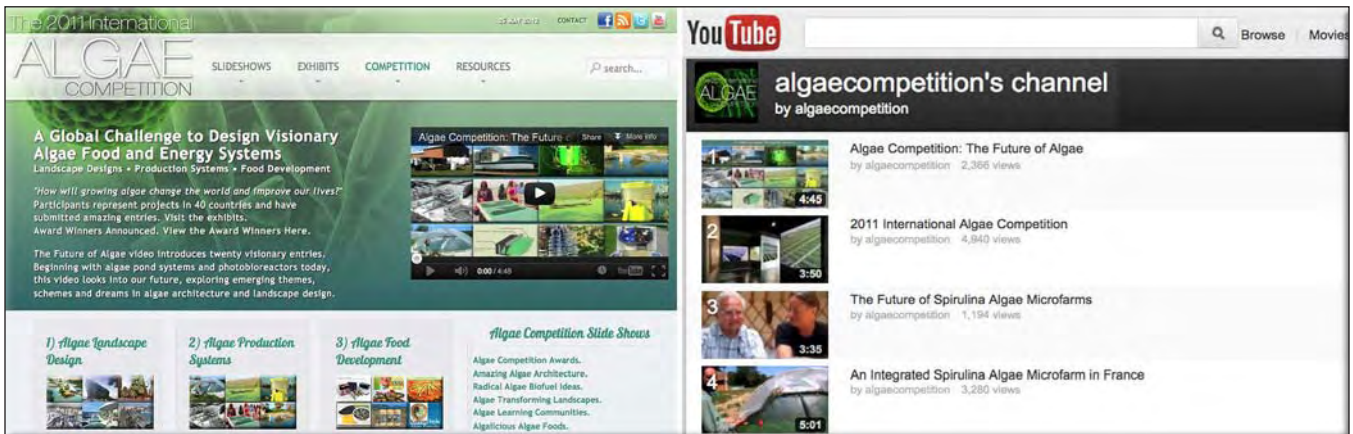 The 2011 International
ALGAE
COMPETITION
25 MAY 2012 CONTACT
SLIDESHOWS EXHIBITS COMPETITION RESOURCES search...
A Global Challenge to Design Visionary
Algae Food and Energy Systems
Landscape Designs • Production Systems • Food Development
"How will growing algae change the world and improve our lives?"
Participants represent projects in 40 countries and have
submitted amazing entries. Visit the exhibits.
Award Winners Announced. View the Award Winners Here.
The Future of Algae video introduces twenty visionary entries.
Beginning with algae pond systems and photobioreactors today,
this video looks into our future, exploring emerging themes,
schemes and dreams in algae architecture and landscape design.
Algae Competition: The Future Share More info
0:00 / 4:45 YouTube
1) Algae Landscape
Design
2) Algae Production
Systems
3) Algae Food
Development
Algae Competition Slide Shows
Algae Competition Awards.
Amazing Algae Architecture.
Radical Algae Biofuel Ideas.
Algae Transforming Landscapes.
Algae Learning Communities.
Algalicious Algae Foods.
YouTube Browse Movies
ALGAE
algaecompetition's channel
by algaecompetition
4:45
Algae Competition: The Future of Algae
by algaecompetition 2,366 views
2
3:50
2011 International Algae Competition
by algaecompetition 4,940 views
3
3:35
The Future of Spirulina Algae Microfarms
by algaecompetition 1,194 views
4
5:01
An Integrated Spirulina Algae Microfarm in France
by algaecompetition 3,280 views